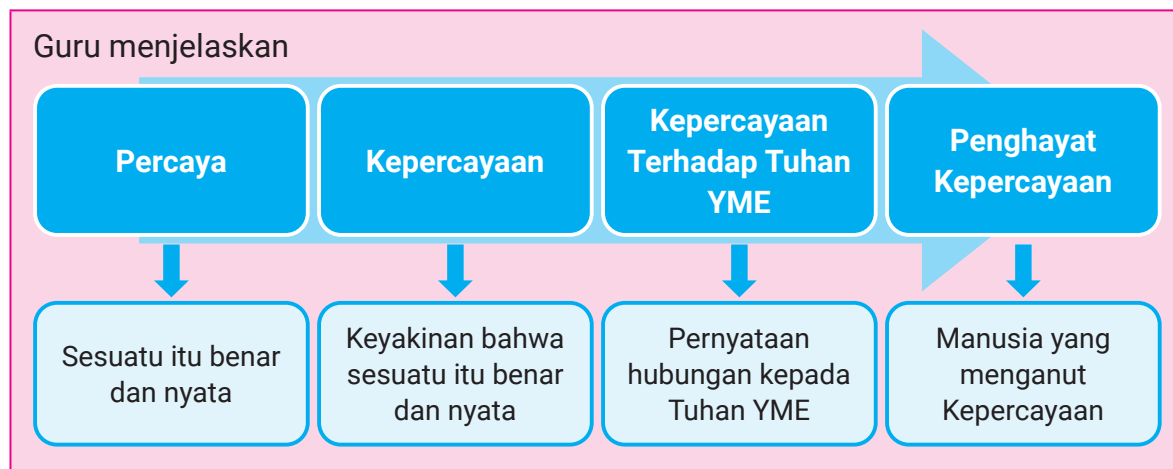 Guru menjelaskan
Percaya
Kepercayaan
Kepercayaan
Terhadap Tuhan
YME
Penghayat
Kepercayaan
Sesuatu itu benar
dan nyata
Keyakinan bahwa
sesuatu itu benar
dan nyata
Pernyataan
hubungan kepada
Tuhan YME
Manusia yang
menganut
Kepercayaan